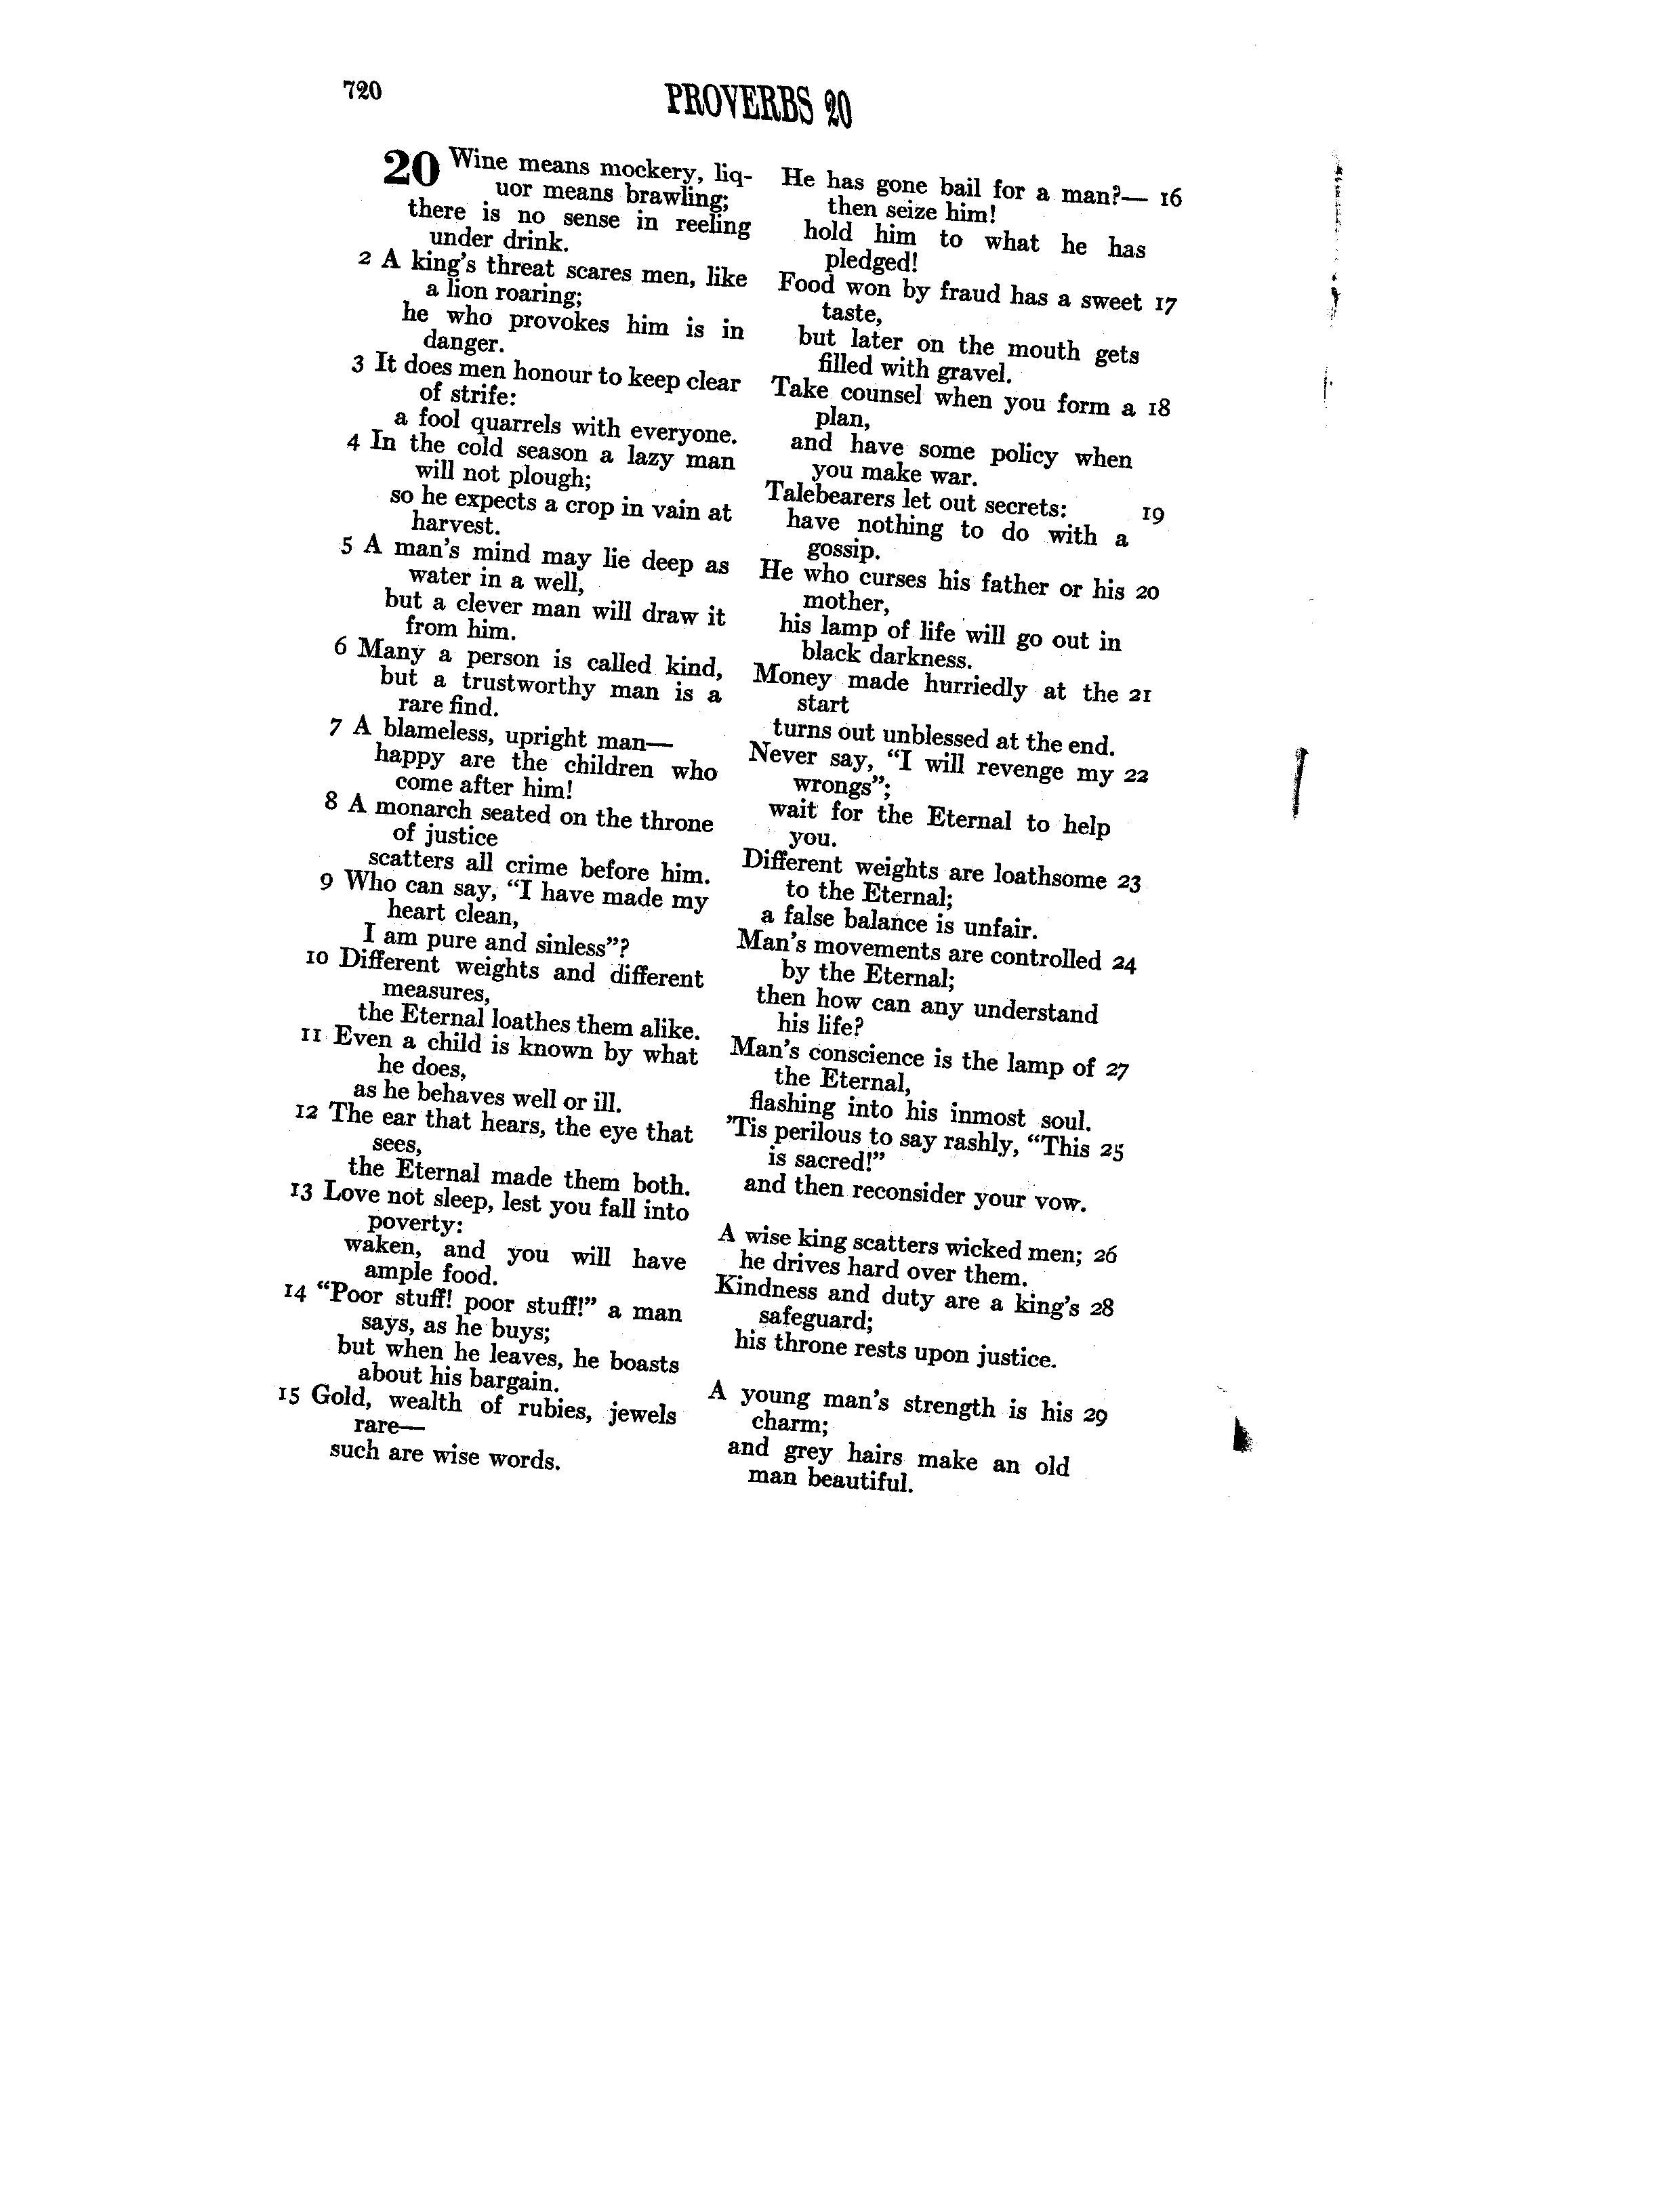 720
PROVERBS 20
20 Wine means mockery, liq-
uor means brawling;
there is no sense in reeling
under drink.
2 A king's threat scares men, like
a lion roaring;
he who provokes him is in
danger.
3 It does men honour to keep clear
of strife:
a fool quarrels with everyone.
4 In the cold season a lazy man
will not plough;
so he expects a crop in vain at
harvest.
5 A man's mind may lie deep as
water in a well,
but a clever man will draw it
from him.
6 Many a person is called kind,
but a trustworthy man is a
rare find.
7 A blameless, upright man—
happy are the children who
come after him!
8 A monarch seated on the throne
of justice
scatters all crime before him.
9 Who can say, “I have made my
heart clean,
I am pure and sinless”?
10 Different weights and different
measures,
the Eternal loathes them alike.
11 Even a child is known by what
he does,
as he behaves well or ill.
12 The ear that hears, the eye that
sees,
the Eternal made them both.
13 Love not sleep, lest you fall into
poverty:
waken, and you will have
ample food.
14 “Poor stuff! poor stuff!” a man
says, as he buys;
but when he leaves, he boasts
about his bargain.
15 Gold, wealth of rubies, jewels
rare—
such are wise words.
He has gone bail for a man?— 16
then seize him!
hold him to what he has
pledged!
Food won by fraud has a sweet 17
taste,
but later on the mouth gets
filled with gravel.
Take counsel when you form a 18
plan,
and have some policy when
you make war.
Talebearers let out secrets: 19
have nothing to do with a
gossip.
He who curses his father or his 20
mother,
his lamp of life will go out in
black darkness.
Money made hurriedly at the 21
start
turns out unblessed at the end.
Never say, “I will revenge my 22
wrongs”;
wait for the Eternal to help
you.
Different weights are loathsome 23
to the Eternal;
a false balance is unfair.
Man's movements are controlled 24
by the Eternal;
then how can any understand
his life?
Man's conscience is the lamp of 27
the Eternal,
flashing into his inmost soul.
'Tis perilous to say rashly, “This 25
is sacred!”
and then reconsider your vow.
A wise king scatters wicked men; 26
he drives hard over them.
Kindness and duty are a king's 28
safeguard;
his throne rests upon justice.
A young man's strength is his 29
charm;
and grey hairs make an old
man beautiful.